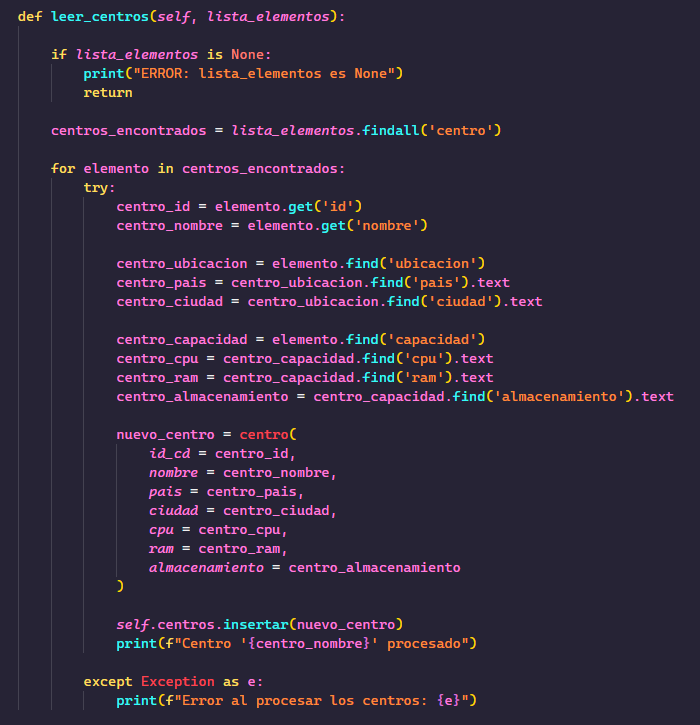 def leer_centros(self, lista_elementos):
if lista_elementos is None:
print("ERROR: lista_elementos es None")
return
centros_encontrados = lista_elementos.findall('centro')
for elemento in centros_encontrados:
try:
centro_id = elemento.get('id')
centro_nombre = elemento.get('nombre')
centro_ubicacion = elemento.find('ubicacion')
centro_pais = centro_ubicacion.find('pais').text
centro_ciudad = centro_ubicacion.find('ciudad').text
centro_capacidad = elemento.find('capacidad')
centro_cpu = centro_capacidad.find('cpu').text
centro_ram = centro_capacidad.find('ram').text
centro_almacenamiento = centro_capacidad.find('almacenamiento').text
nuevo_centro = centro(
id_cd = centro_id,
nombre = centro_nombre,
pais = centro_pais,
ciudad = centro_ciudad,
cpu = centro_cpu,
ram = centro_ram,
almacenamiento = centro_almacenamiento
)
self.centros.insertar(nuevo_centro)
print(f"Centro '{centro_nombre}' procesado")
except Exception as e:
print(f"Error al procesar los centros: {e}")